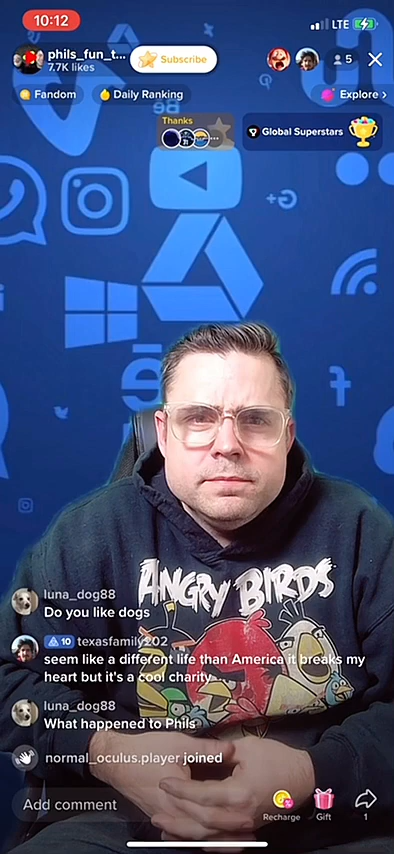 10:12
LTE
phils_fun_t...
7.7K likes
Subscribe
5
Fandom
Daily Ranking
Explore >
Thanks
Global Superstars
G+
f
ANGRY BIRDS
luna_dog88
Do you like dogs
10 texasfamily202
seem like a different life than America it breaks my
heart but it's a cool charity
luna_dog88
What happened to Phils
normal_oculus.player joined
Add comment
Recharge
Gift
1